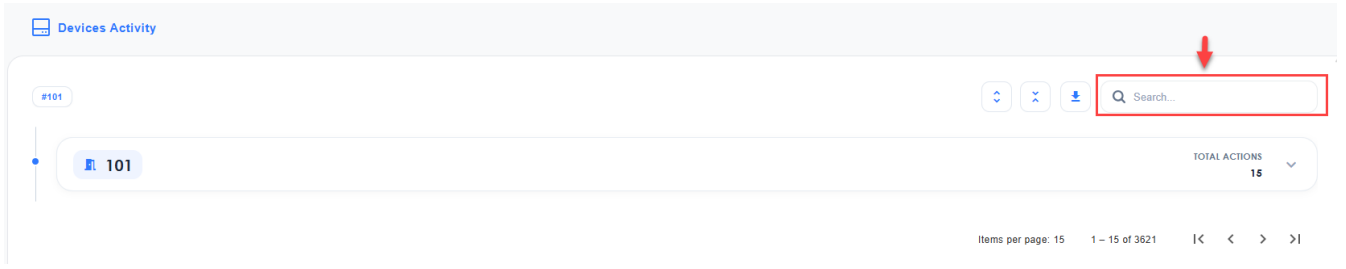 Devices Activity
#101
Search...
101
TOTAL ACTIONS
15
Items per page: 15 1 – 15 of 3621